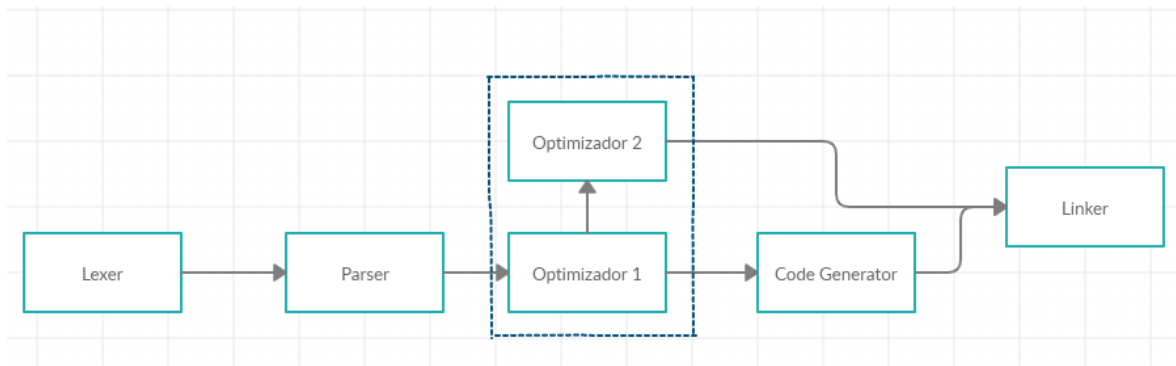 Optimizador 2
Linker
Lexer
Parser
Optimizador 1
Code Generator